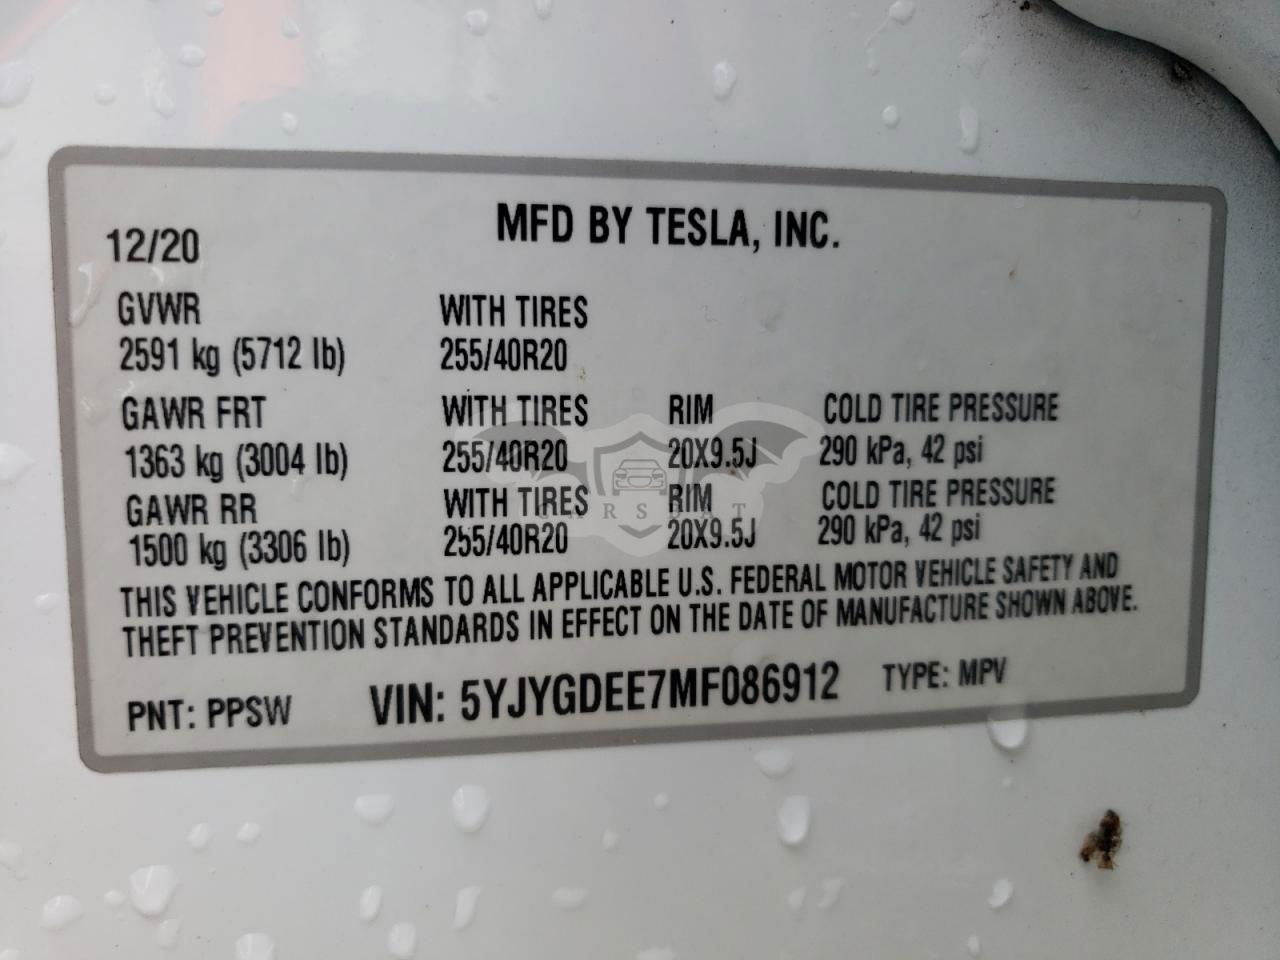 MFD BY TESLA, INC.
12/20
GVWR WITH TIRES
2591 kg (5712 lb) 255/40R20
GAWR FRT WITH TIRES RIM COLD TIRE PRESSURE
1363 kg (3004 lb) 255/40R20 20X9.5J 290 kPa, 42 psi
GAWR RR WITH TIRES RIM COLD TIRE PRESSURE
1500 kg (3306 lb) 255/40R20 20X9.5J 290 kPa, 42 psi
THIS VEHICLE CONFORMS TO ALL APPLICABLE U.S. FEDERAL MOTOR VEHICLE SAFETY AND
THEFT PREVENTION STANDARDS IN EFFECT ON THE DATE OF MANUFACTURE SHOWN ABOVE.
PNT: PPSW VIN: 5YJYGDEE7MF086912 TYPE: MPV